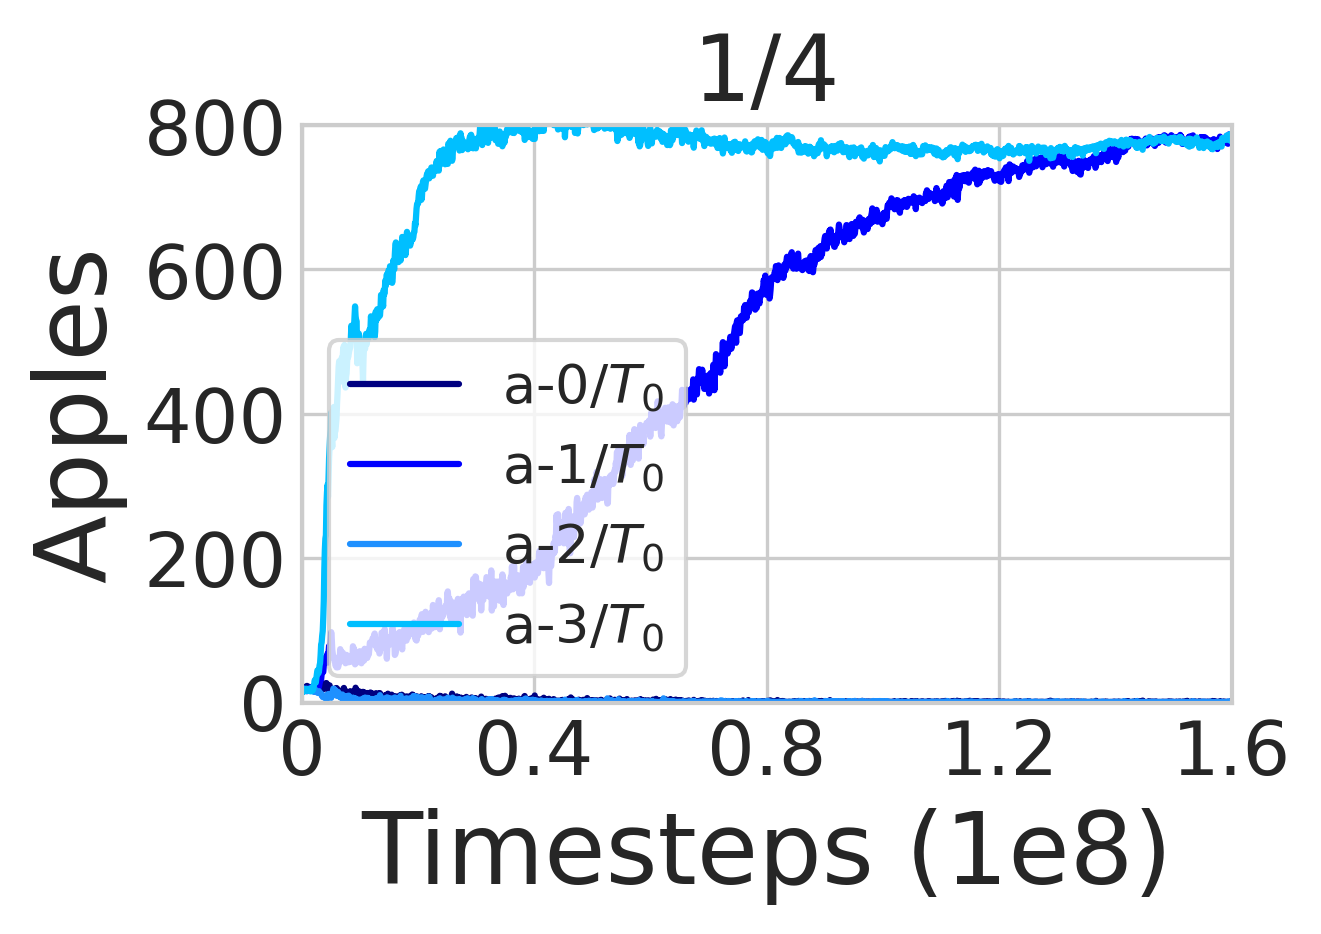 1/4
Apples
800
600
400
200
0
a-0/T₀
a-1/T₀
a-2/T₀
a-3/T₀
0 0.4 0.8 1.2 1.6
Timesteps (1e8)